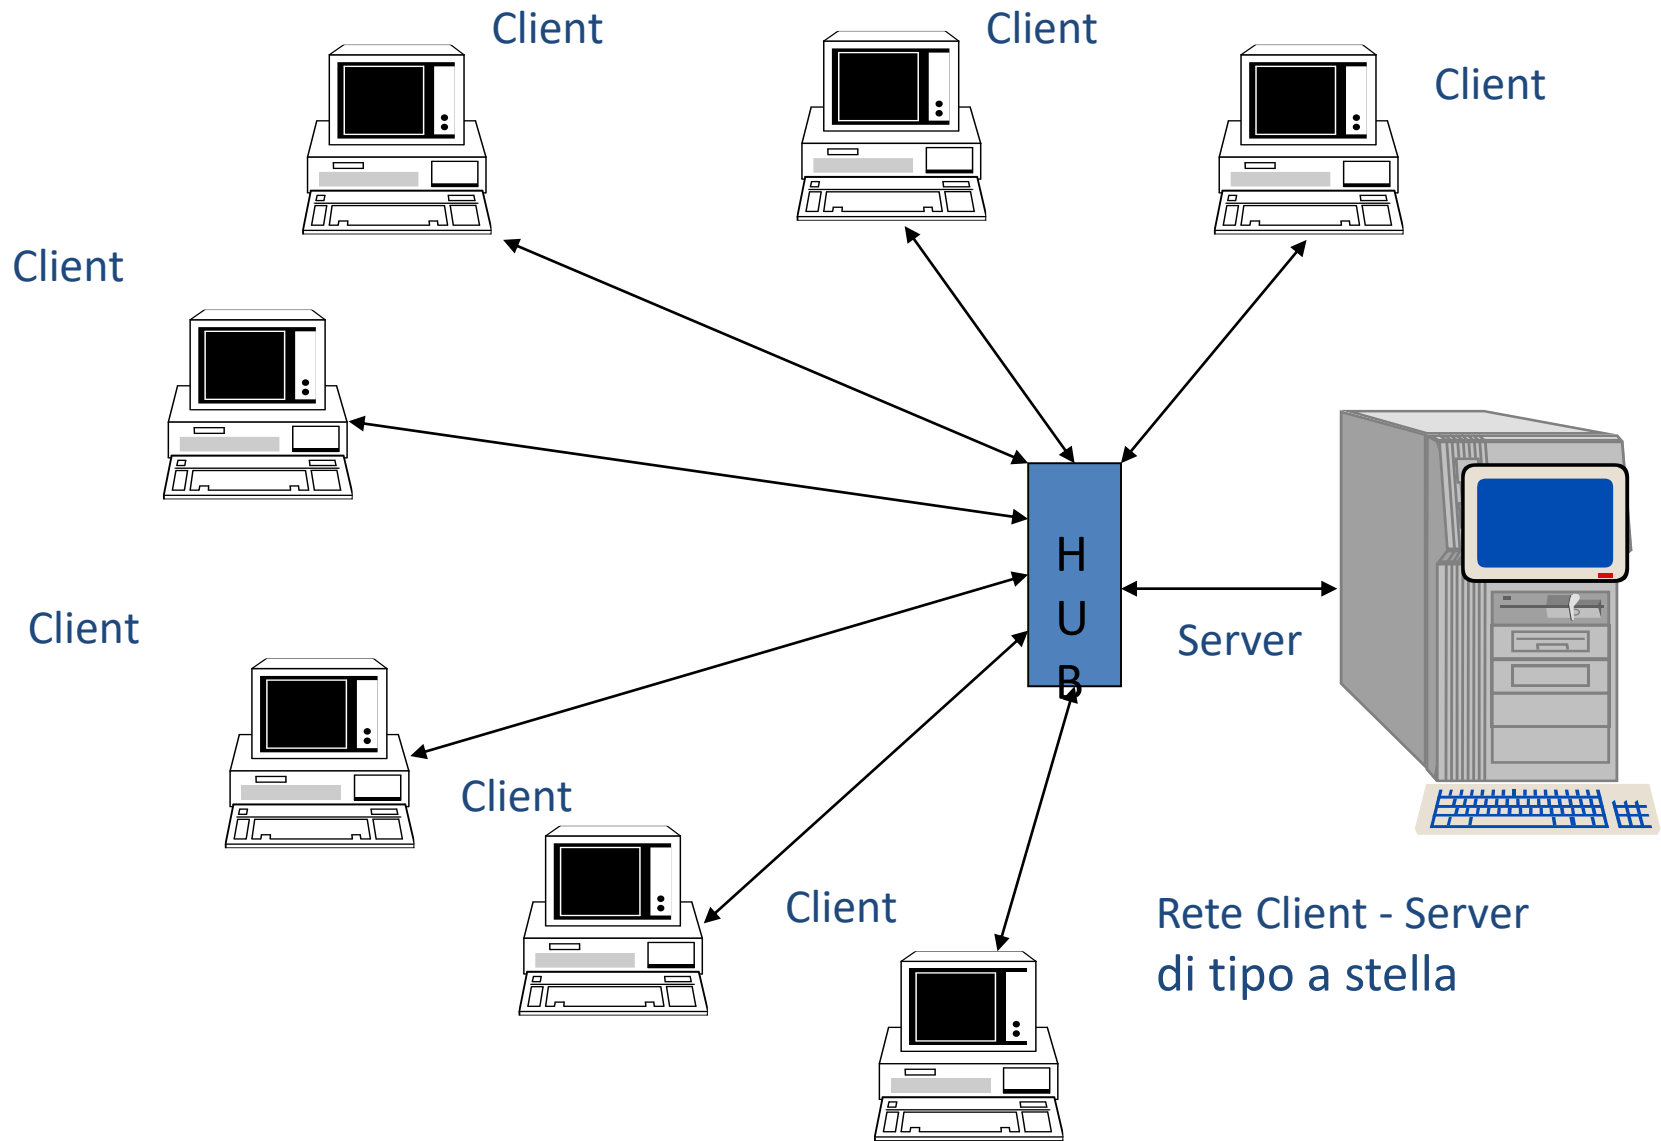 Client
Client
Client
Client
H
U
B
Client
Server
Client
Client
Rete Client - Server
di tipo a stella